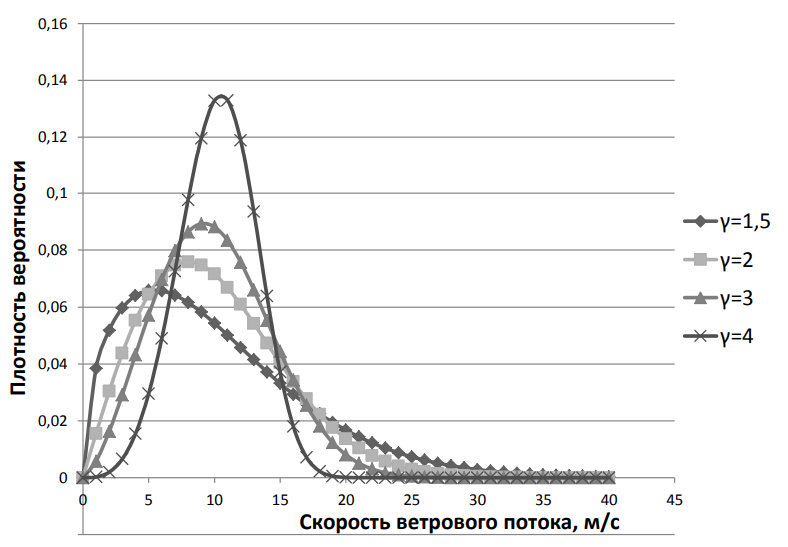 0,16
0,14
0,12
0,1
0,08
0,06
0,04
0,02
0
Плотность вероятности
0 5 10 15 20 25 30 35 40 45
Скорость ветрового потока, м/с
γ=1,5
γ=2
γ=3
γ=4